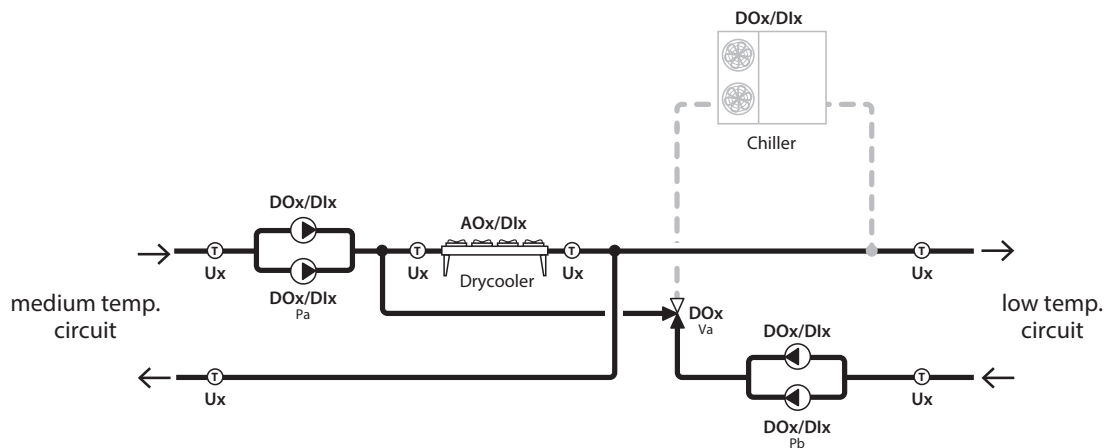 DOx/DIx
Chiller
DOx/DIx
AOx/DIx
T
T
T
T
Ux
Ux
Ux
Ux
Drycooler
DOx/DIx
Pa
medium temp.
circuit
low temp.
circuit
DOx
Va
DOx/DIx
T
T
Ux
Ux
DOx/DIx
Pb